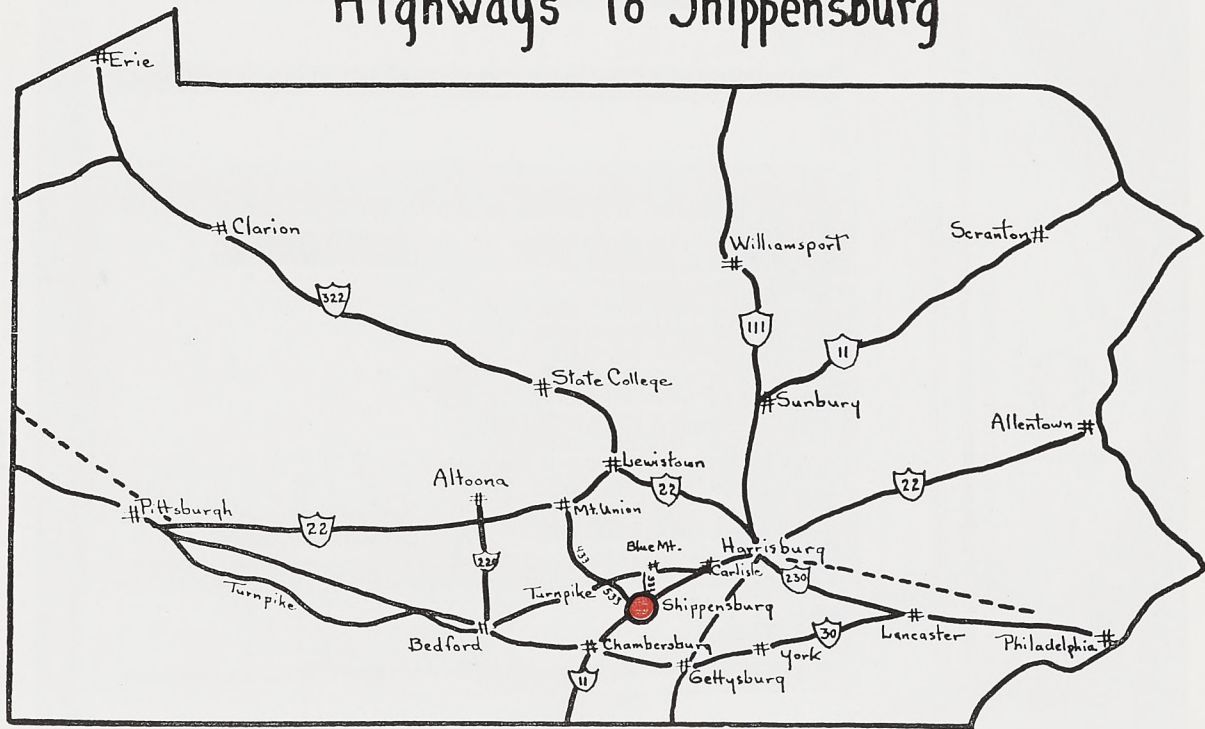 Highways To Shippensburg
Erie
Clarion
Williamsport
Scranton
322
111
11
State College
Sunbury
Allentown
Lewistown
Altoona
22
22
Pittsburgh
Mt. Union
22
Blue Mt.
Harrisburg
433
220
Carlisle
230
Turnpike
533
Turnpike
Shippensburg
Bedford
Chambersburg
30
Lancaster
Philadelphia
York
11
Gettysburg